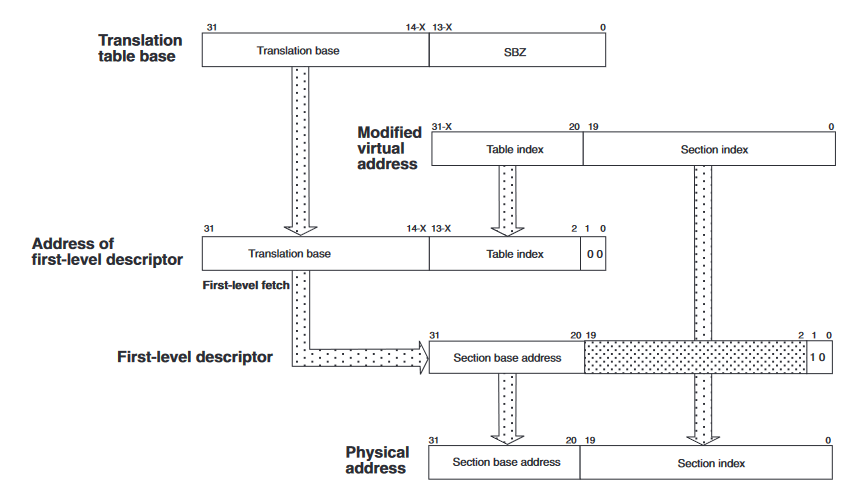 31 14-X 13-X 0
Translation
table base
Translation base SBZ
31-X 20 19 0
Modified
virtual
address
Table index Section index
31 14-X 13-X 2 1 0
Address of
first-level descriptor
Translation base Table index 0 0
First-level fetch
31 20 19 2 1 0
First-level descriptor
Section base address 1 0
31 20 19 0
Physical
address
Section base address Section index